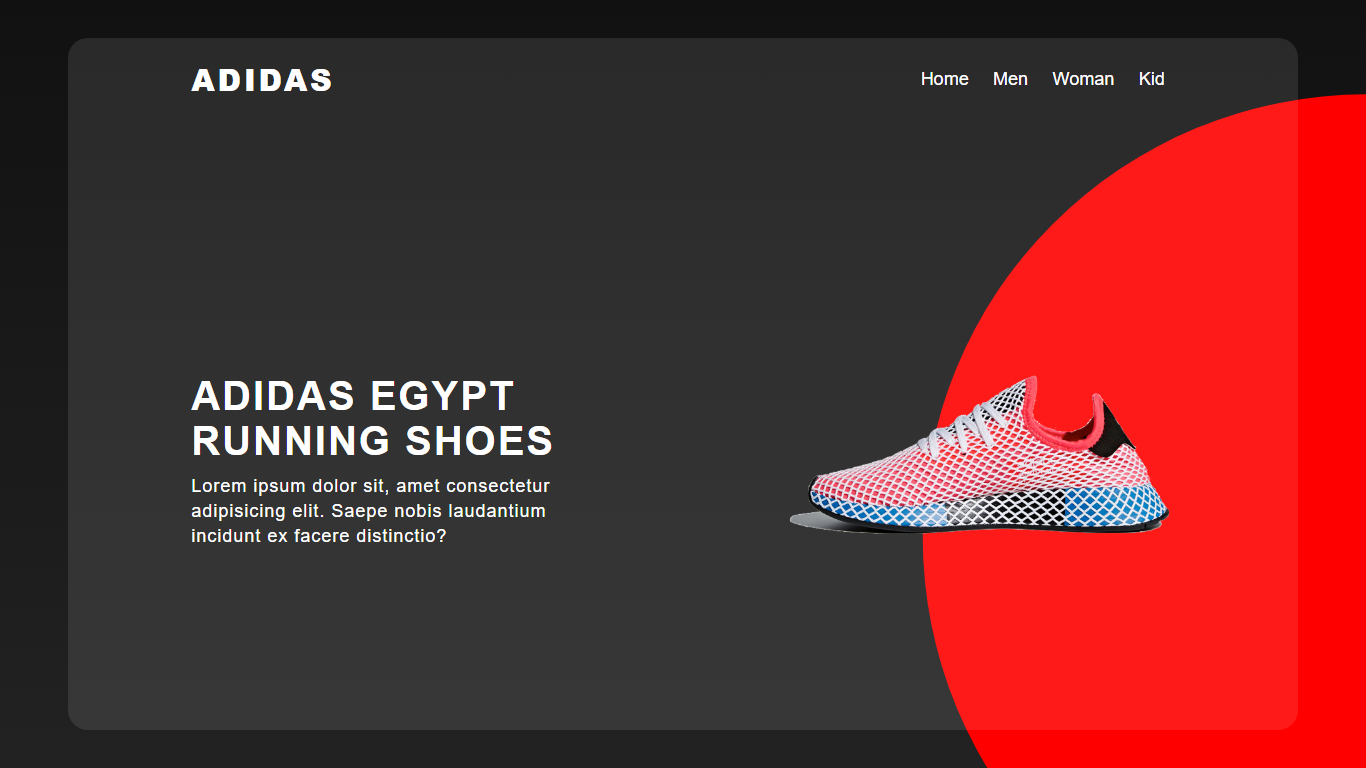 ADIDAS
Home Men Woman Kid
ADIDAS EGYPT
RUNNING SHOES
Lorem ipsum dolor sit, amet consectetur
adipisicing elit. Saepe nobis laudantium
incidunt ex facere distinctio?